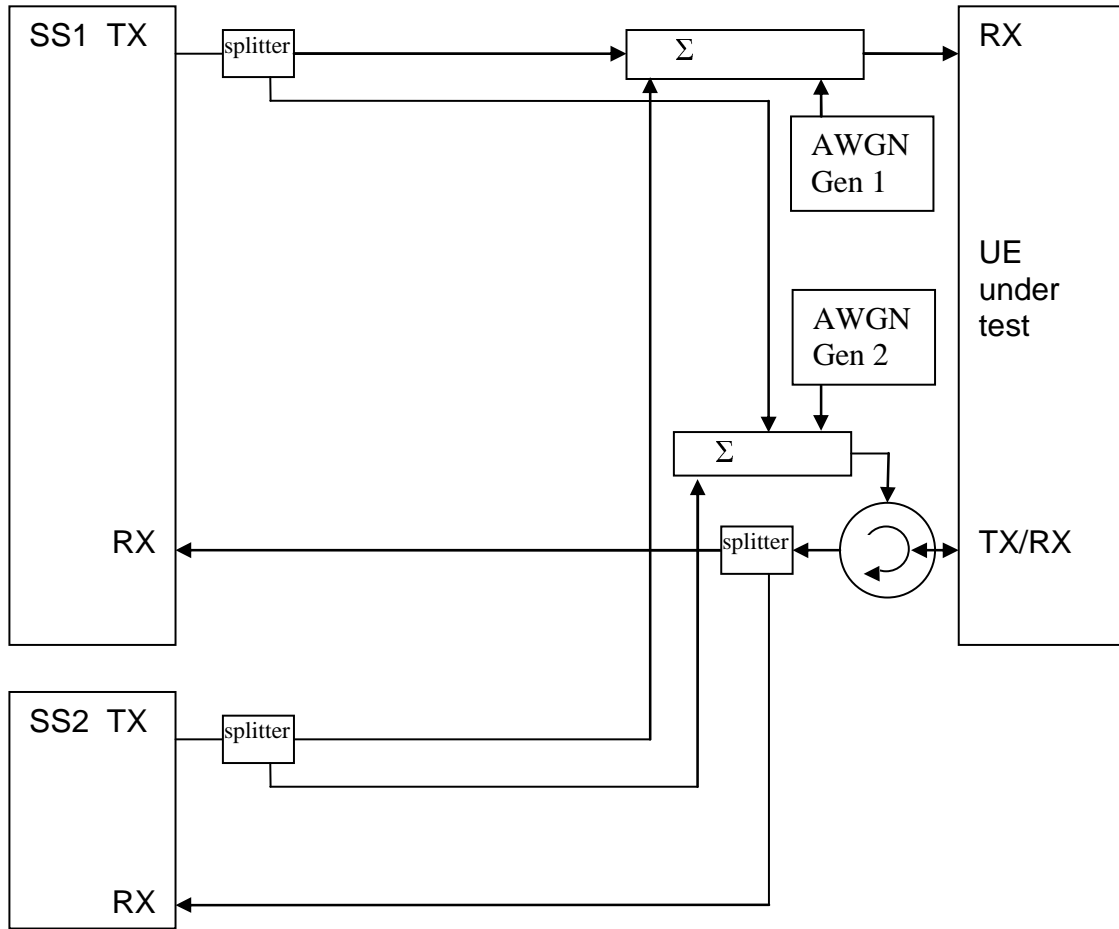 SS1 TX
splitter
Σ
RX
AWGN
Gen 1
UE
under
test
AWGN
Gen 2
Σ
RX
splitter
TX/RX
SS2 TX
splitter
RX